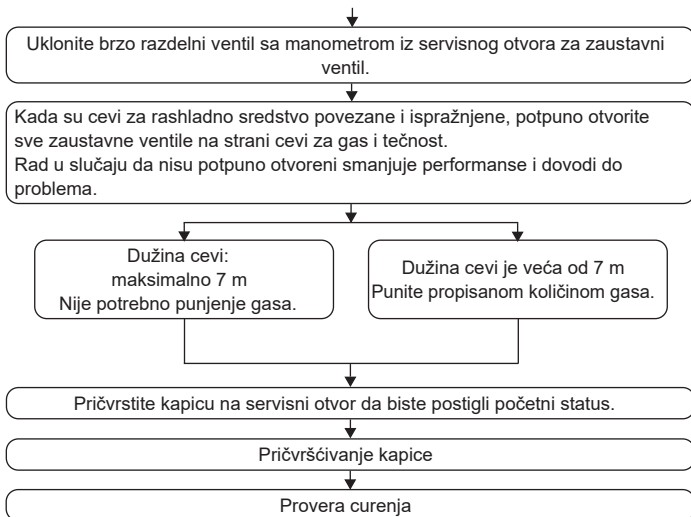 Uklonite brzo razdelni ventil sa manometrom iz servisnog otvora za zaustavni
ventil.
Kada su cevi za rashladno sredstvo povezane i ispražnjene, potpuno otvorite
sve zaustavne ventile na strani cevi za gas i tečnost.
Rad u slučaju da nisu potpuno otvoreni smanjuje performanse i dovodi do
problema.
Dužina cevi:
maksimalno 7 m
Nije potrebno punjenje gasa.
Dužina cevi je veća od 7 m
Punite propisanom količinom gasa.
Pričvrstite kapicu na servisni otvor da biste postigli početni status.
Pričvršćivanje kapice
Provera curenja